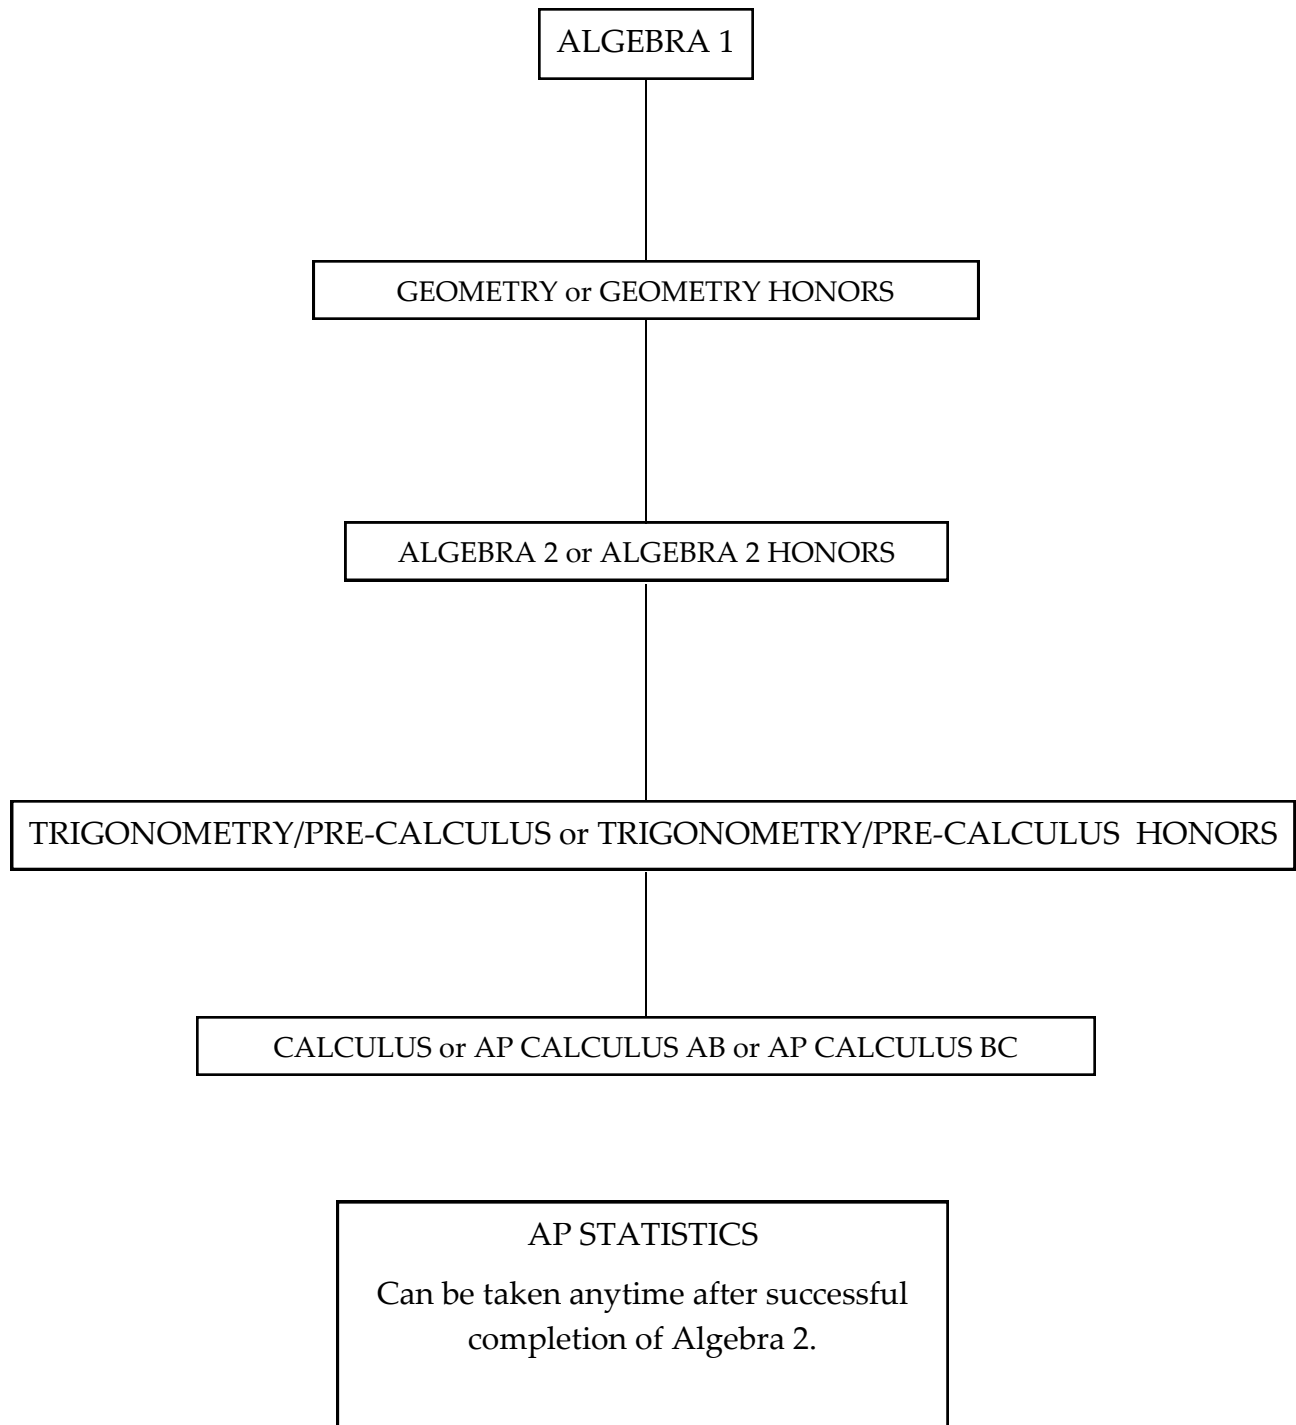 ALGEBRA 1
GEOMETRY or GEOMETRY HONORS
ALGEBRA 2 or ALGEBRA 2 HONORS
TRIGONOMETRY/PRE-CALCULUS or TRIGONOMETRY/PRE-CALCULUS HONORS
CALCULUS or AP CALCULUS AB or AP CALCULUS BC
AP STATISTICS
Can be taken anytime after successful
completion of Algebra 2.